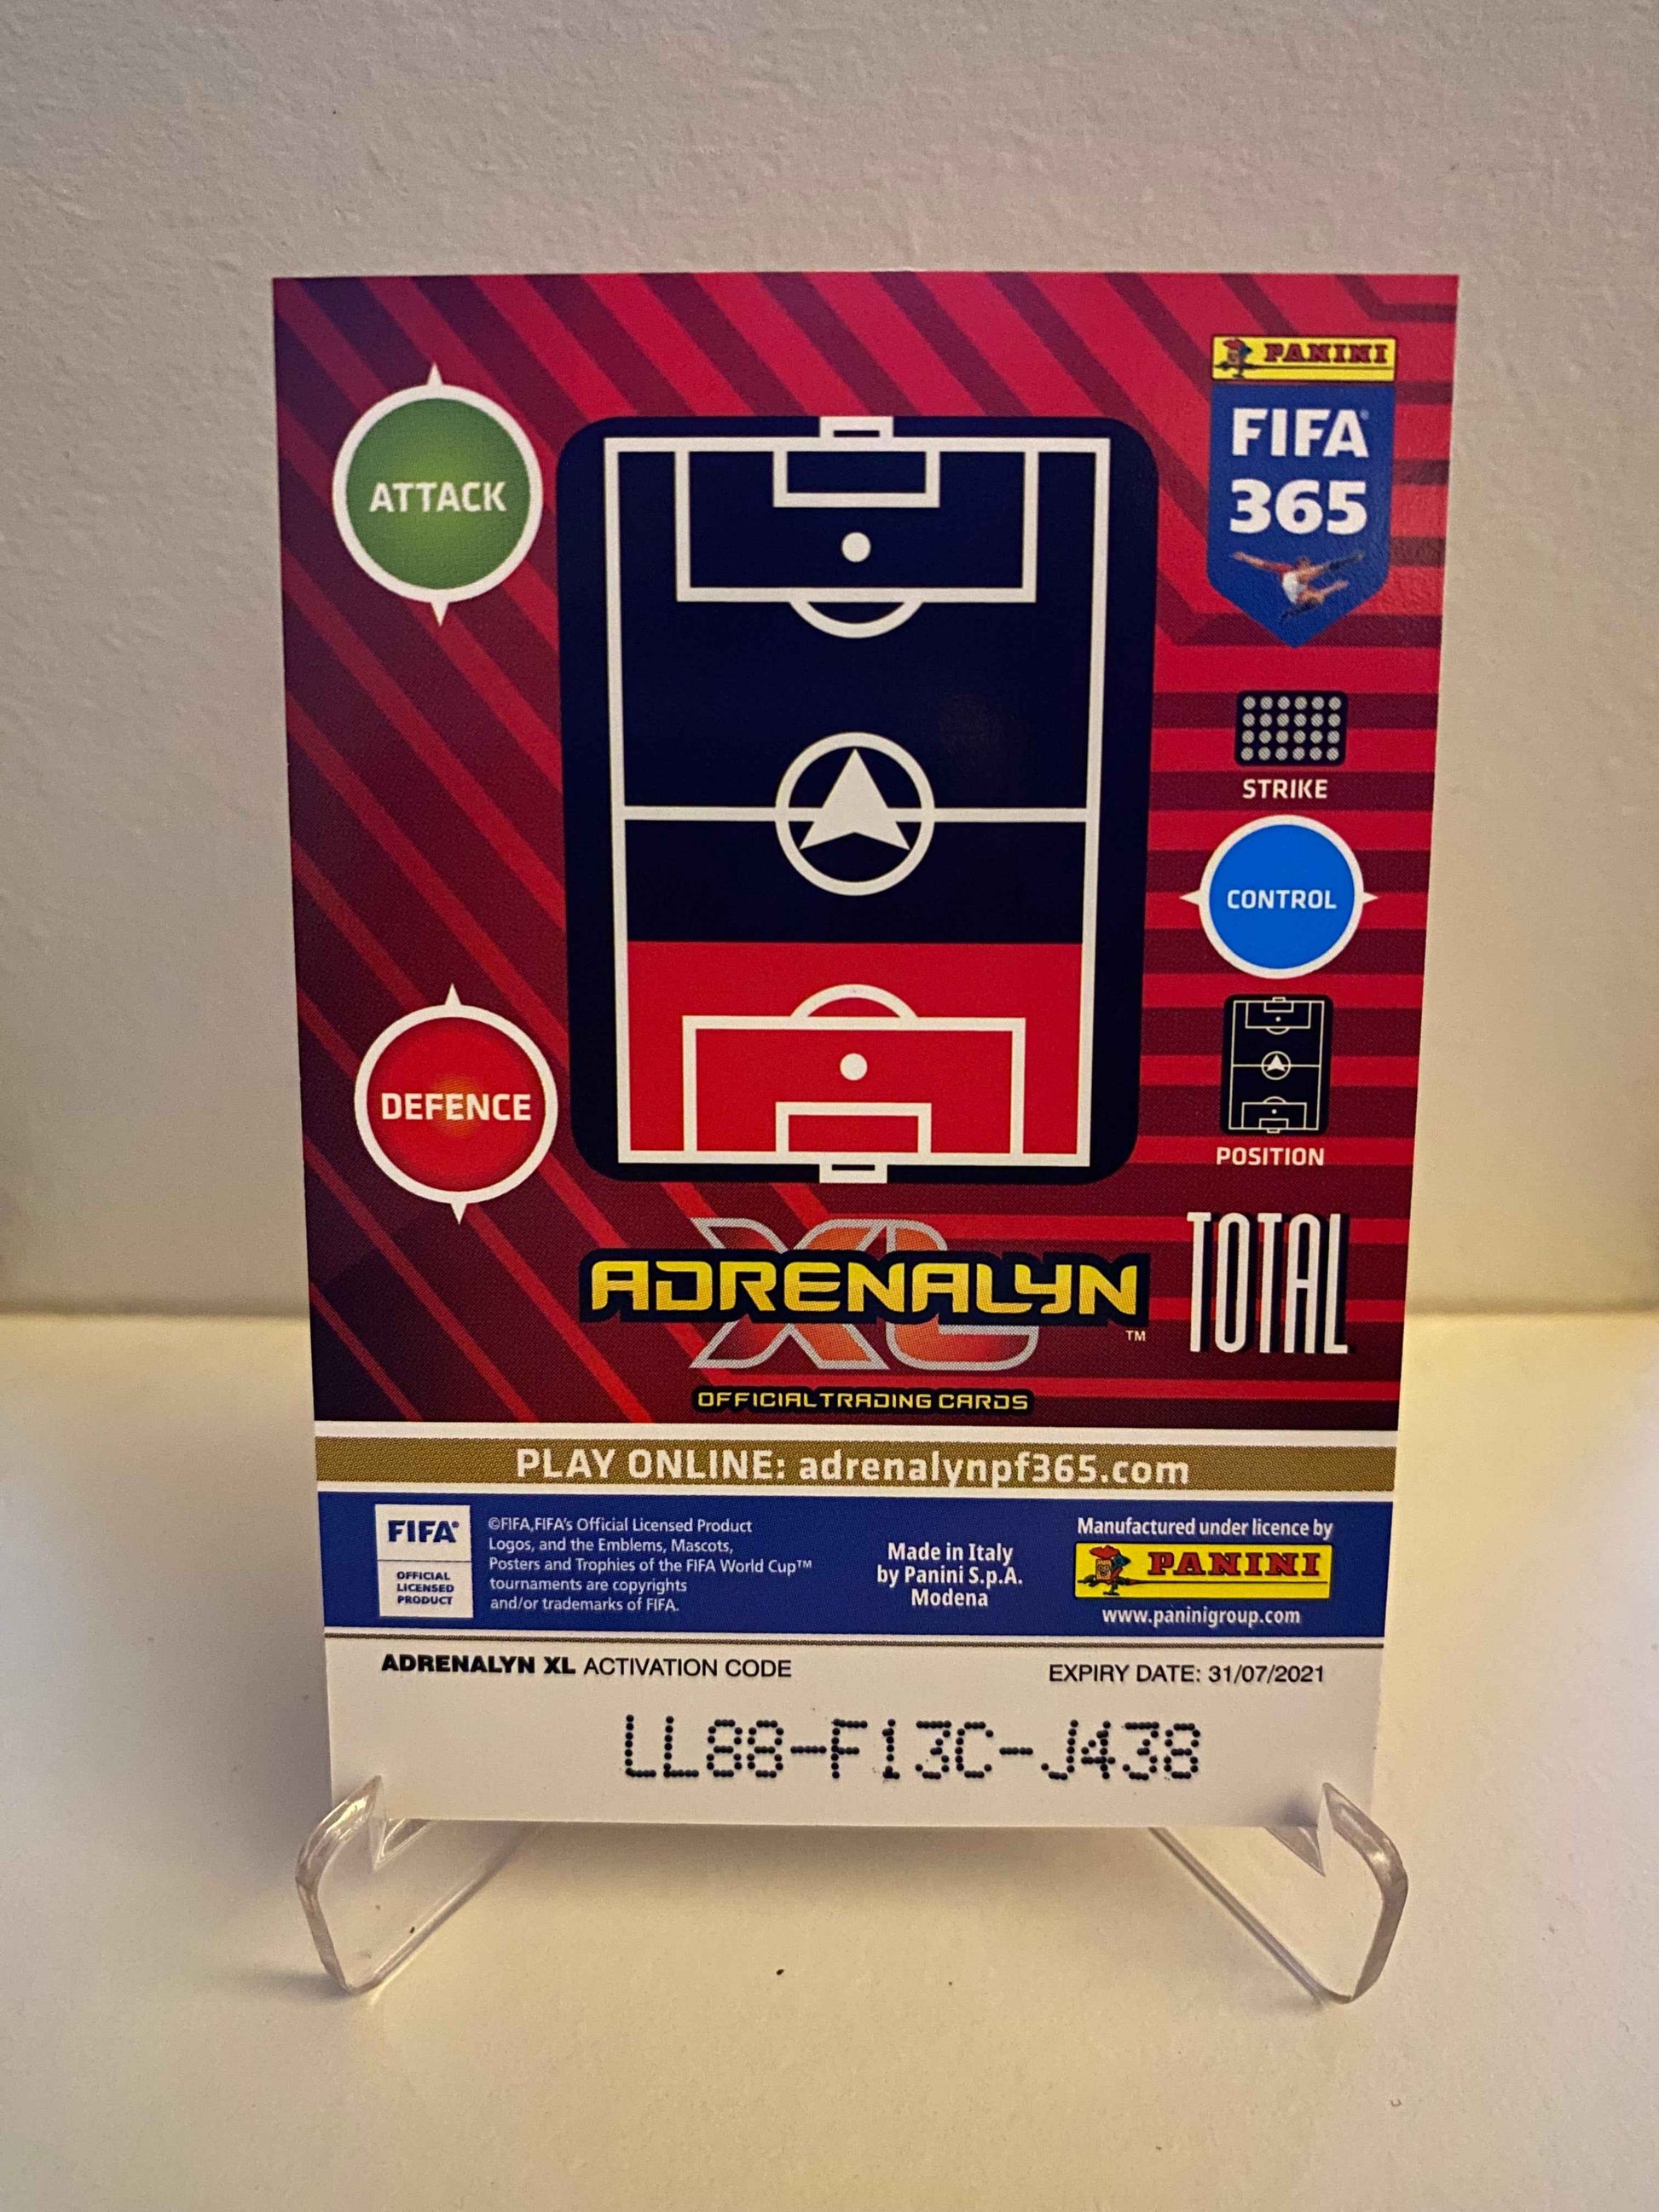 PANINI
FIFA
365
ATTACK
STRIKE
CONTROL
DEFENCE
POSITION
XL
ADRENALYN
™
TOTAL
OFFICIAL TRADING CARDS
PLAY ONLINE: adrenalynpf365.com
FIFA®
OFFICIAL
LICENSED
PRODUCT
©FIFA,FIFA's Official Licensed Product
Logos, and the Emblems, Mascots,
Posters and Trophies of the FIFA World Cup™
tournaments are copyrights
and/or trademarks of FIFA.
Made in Italy
by Panini S.p.A.
Modena
Manufactured under licence by
PANINI
www.paninigroup.com
ADRENALYN XL ACTIVATION CODE
EXPIRY DATE: 31/07/2021
LL88-F13C-J438